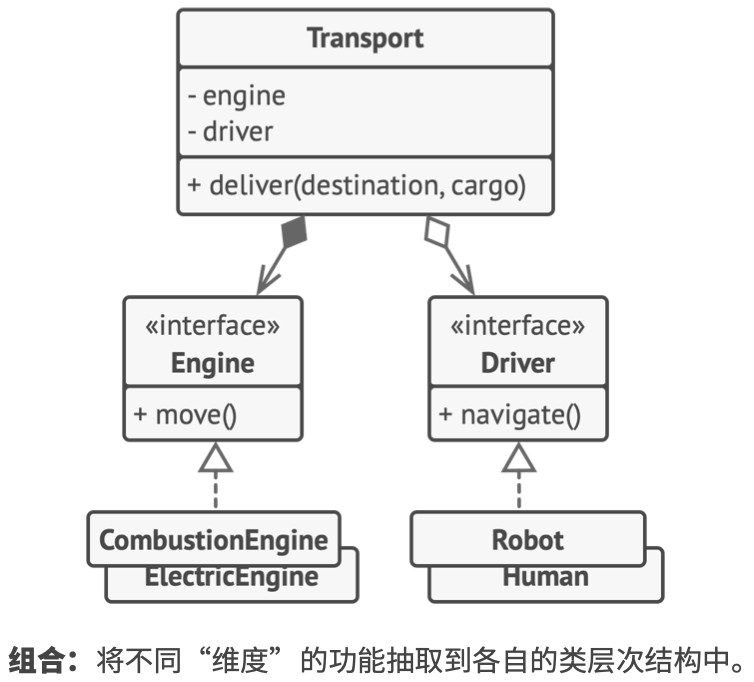 Transport
- engine
- driver
+ deliver(destination, cargo)
«interface»
Engine
+ move()
«interface»
Driver
+ navigate()
CombustionEngine
ElectricEngine
Robot
Human
组合：将不同“维度”的功能抽取到各自的类层次结构中。